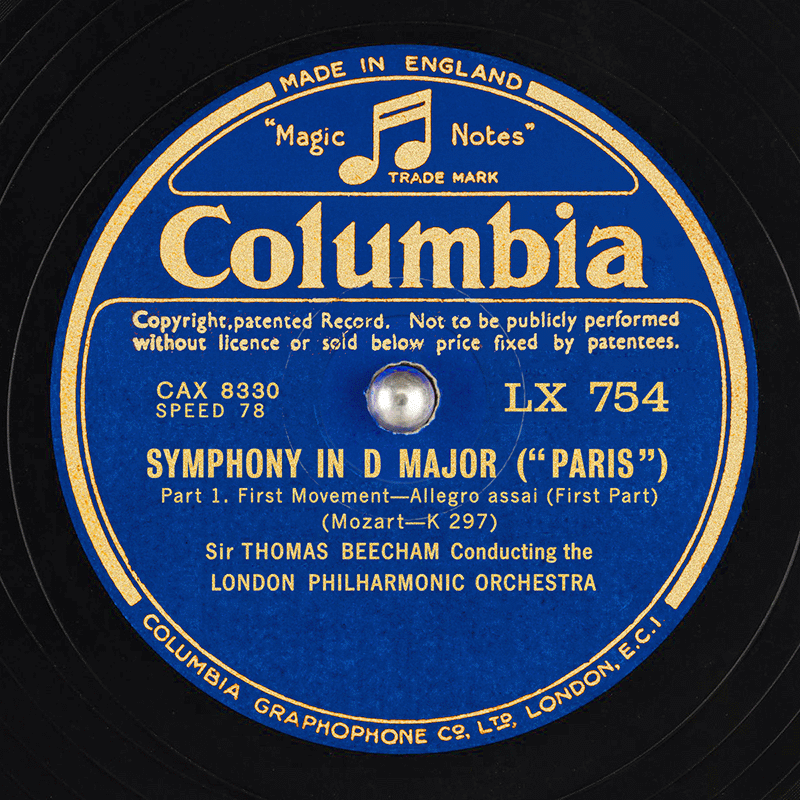 MADE IN ENGLAND
“Magic Notes”
TRADE MARK
Columbia
Copyright, patented Record. Not to be publicly performed
without licence or sold below price fixed by patentees.
CAX 8330
SPEED 78
LX 754
SYMPHONY IN D MAJOR (“PARIS”)
Part 1. First Movement—Allegro assai (First Part)
(Mozart—K 297)
Sir THOMAS BEECHAM Conducting the
LONDON PHILHARMONIC ORCHESTRA
COLUMBIA GRAPHOPHONE Co, LTD, LONDON, E.C.1